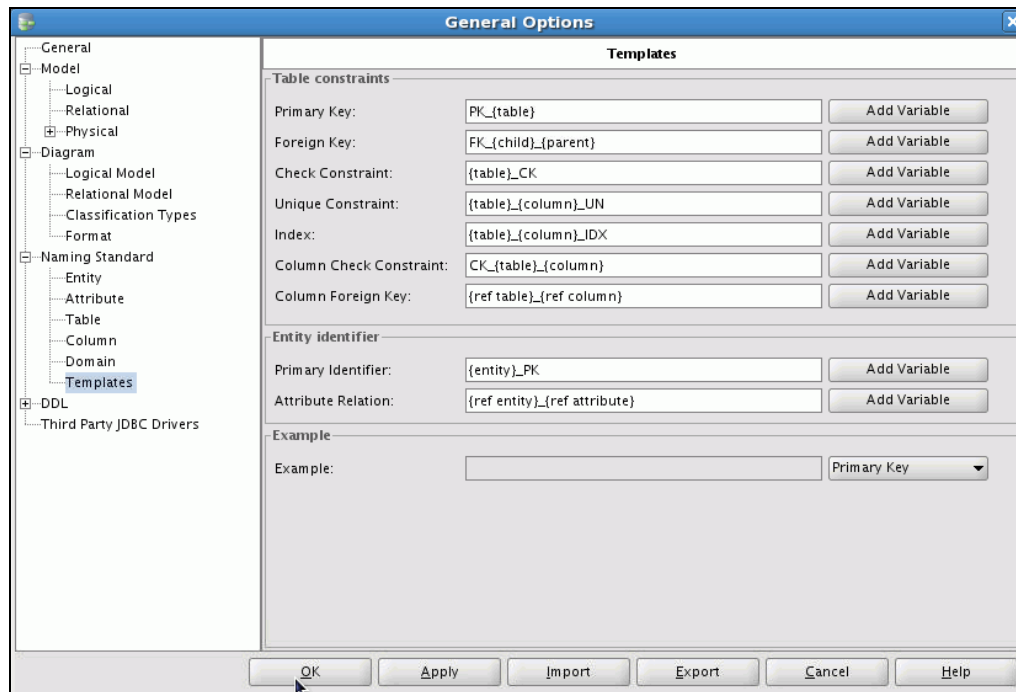 General Options
General
Model
Logical
Relational
Physical
Diagram
Logical Model
Relational Model
Classification Types
Format
Naming Standard
Entity
Attribute
Table
Column
Domain
Templates
DDL
Third Party JDBC Drivers
Templates
Table constraints
Primary Key: PK_{table} Add Variable
Foreign Key: FK_{child}_{parent} Add Variable
Check Constraint: {table}_CK Add Variable
Unique Constraint: {table}_{column}_UN Add Variable
Index: {table}_{column}_IDX Add Variable
Column Check Constraint: CK_{table}_{column} Add Variable
Column Foreign Key: {ref table}_{ref column} Add Variable
Entity identifier
Primary Identifier: {entity}_PK Add Variable
Attribute Relation: {ref entity}_{ref attribute} Add Variable
Example
Example: Primary Key
OK Apply Import Export Cancel Help